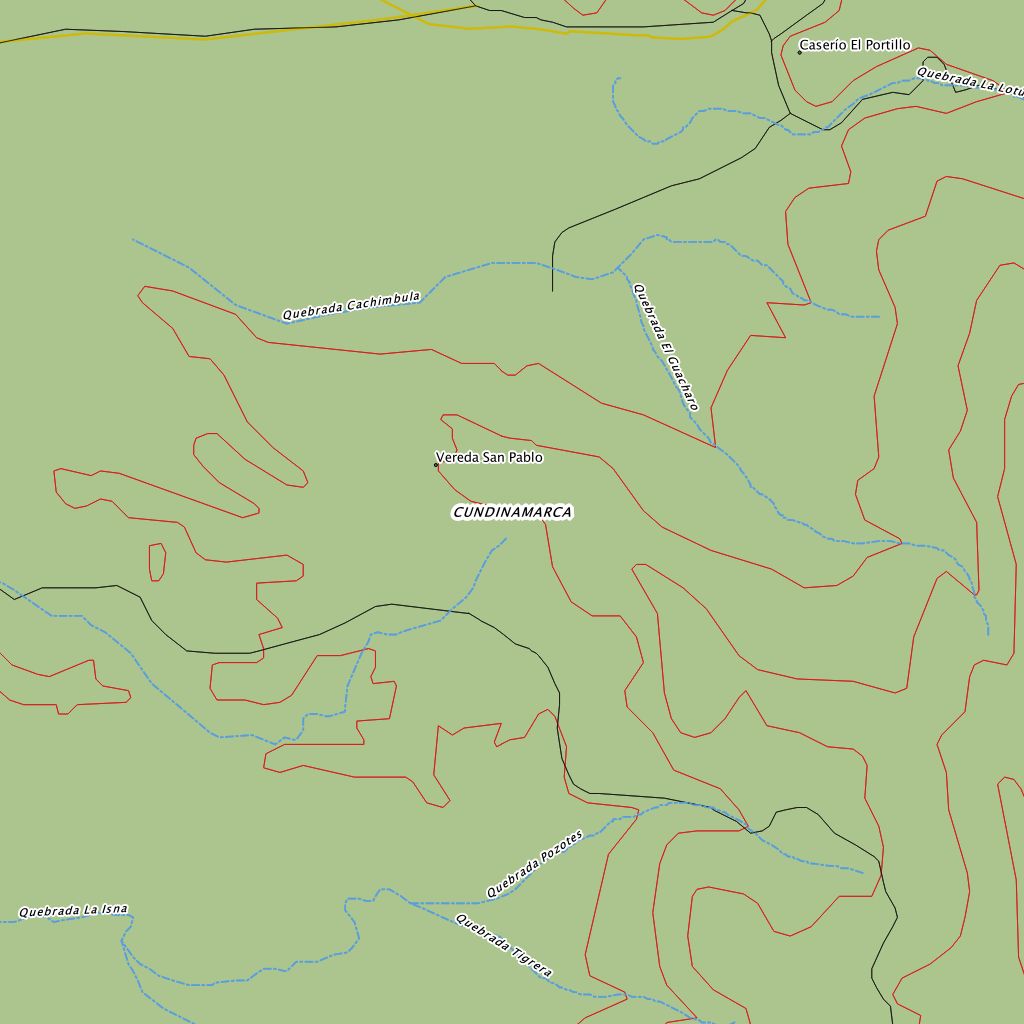 Caserío El Portillo
Quebrada La Lotu
Quebrada Cachimbula
Quebrada El Guacharo
Vereda San Pablo
CUNDINAMARCA
Quebrada Pozotes
Quebrada La Isna
Quebrada Tigrera